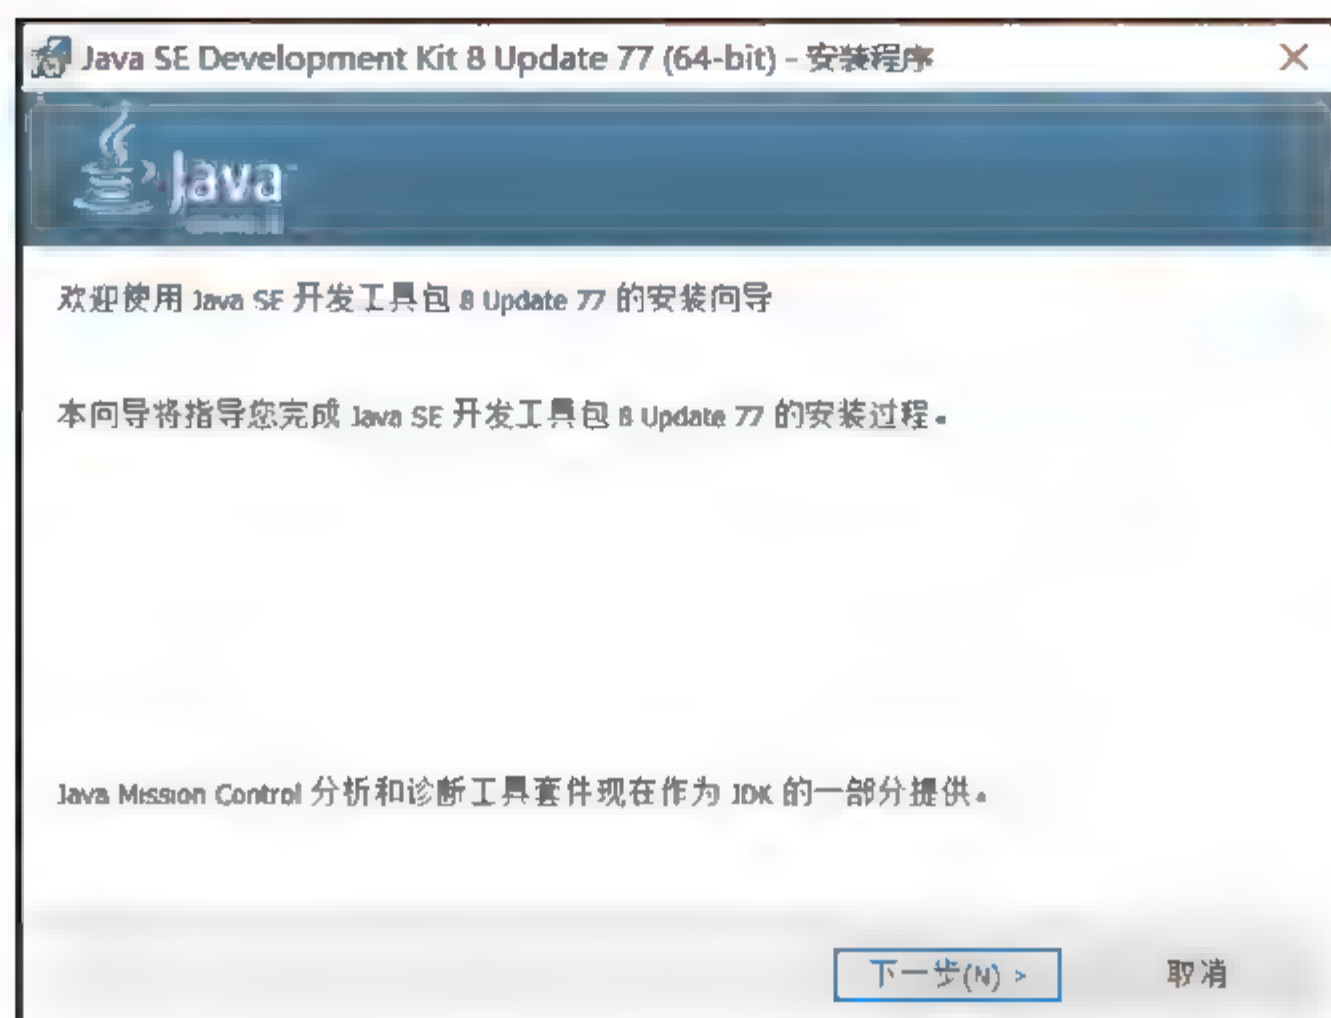 Java SE Development Kit 8 Update 77 (64-bit) - 安装程序
Java
欢迎使用 Java SE 开发工具包 8 Update 77 的安装向导
本向导将指导您完成 Java SE 开发工具包 8 Update 77 的安装过程。
Java Mission Control 分析和诊断工具套件现在作为 JDK 的一部分提供。
下一步(N) > 取消